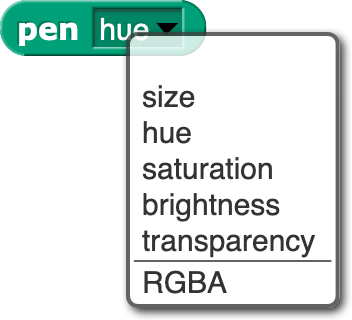 pen hue
size
hue
saturation
brightness
transparency
RGBA